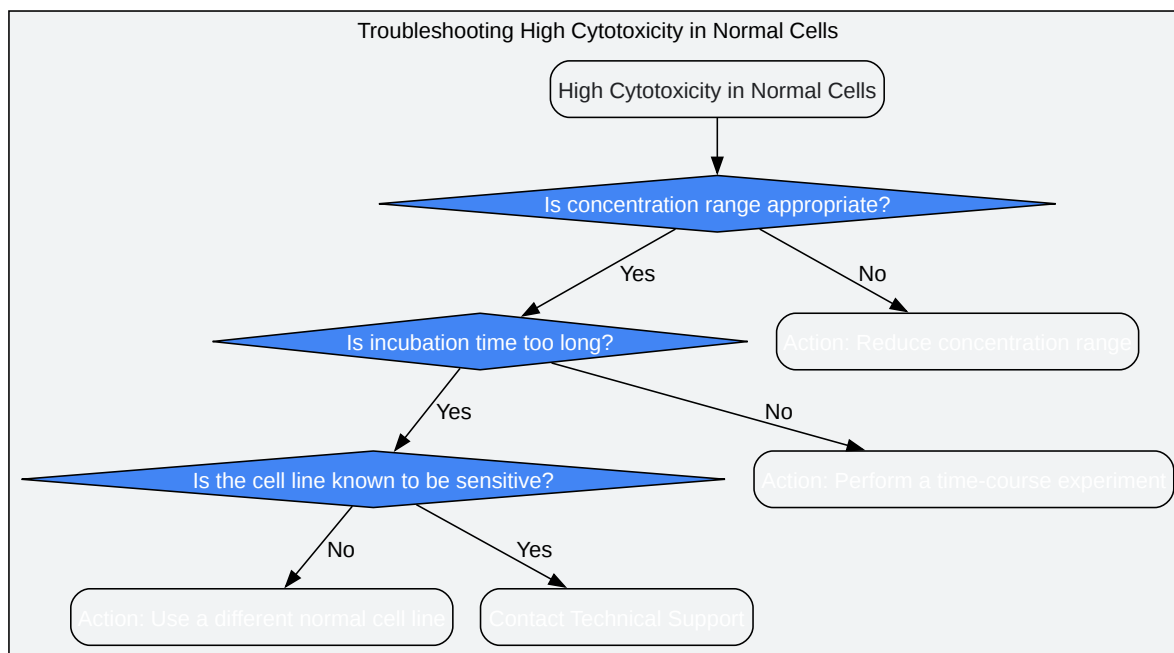 Troubleshooting High Cytotoxicity in Normal Cells
High Cytotoxicity in Normal Cells
Is concentration range appropriate?
Yes
No
Is incubation time too long?
Action: Reduce concentration range
Yes
No
Is the cell line known to be sensitive?
Action: Perform a time-course experiment
No
Yes
Action: Use a different normal cell line
Contact Technical Support